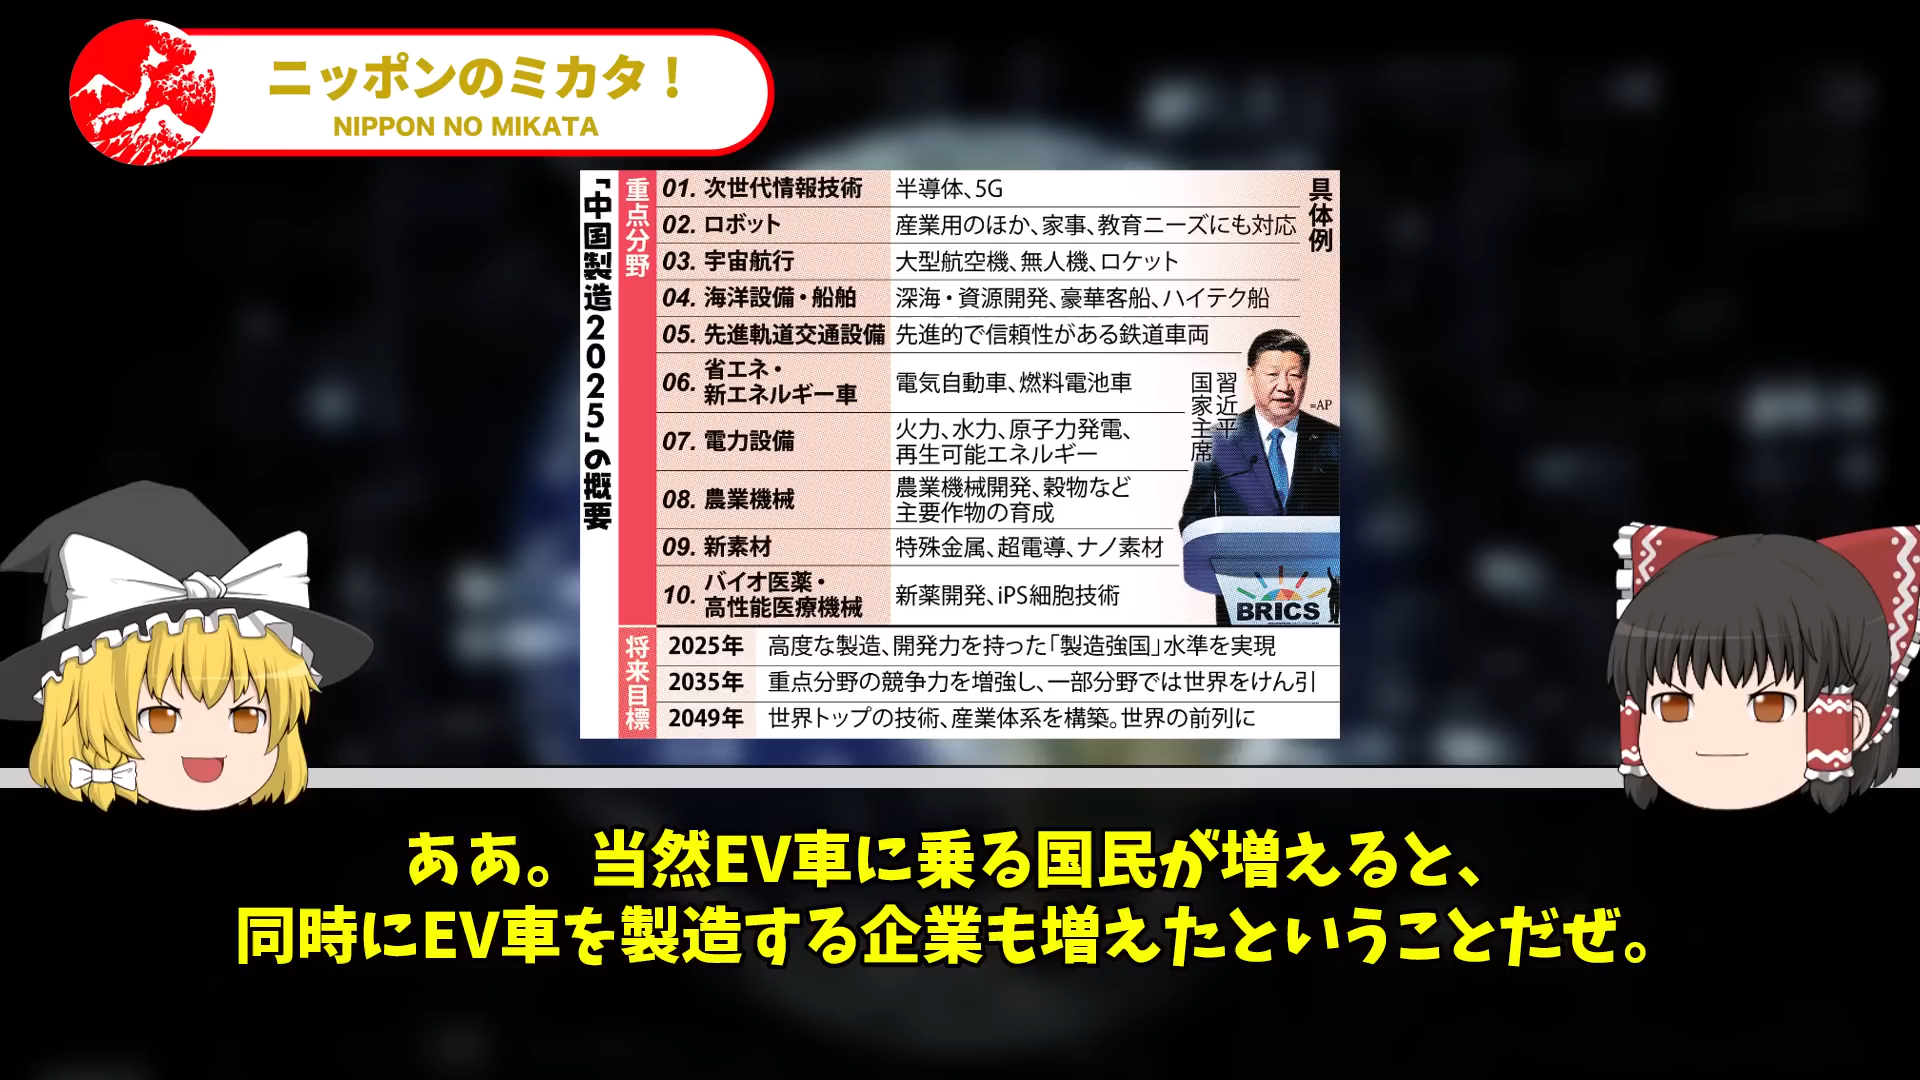 ニッポンのミカタ！
NIPPON NO MIKATA
「中国製造2025」の概要
重点分野
具体例
01. 次世代情報技術 半導体、5G
02. ロボット 産業用のほか、家事、教育ニーズにも対応
03. 宇宙航行 大型航空機、無人機、ロケット
04. 海洋設備・船舶 深海・資源開発、豪華客船、ハイテク船
05. 先進軌道交通設備 先進的で信頼性がある鉄道車両
06. 省エネ・
新エネルギー車 電気自動車、燃料電池車
07. 電力設備 火力、水力、原子力発電、
再生可能エネルギー
08. 農業機械 農業機械開発、穀物など
主要作物の育成
09. 新素材 特殊金属、超電導、ナノ素材
10. バイオ医薬・
高性能医療機械 新薬開発、iPS細胞技術
習近平
国家主席
=AP
BRICS
将来目標
2025年 高度な製造、開発力を持った「製造強国」水準を実現
2035年 重点分野の競争力を増強し、一部分野では世界をけん引
2049年 世界トップの技術、産業体系を構築。世界の前列に
ああ。当然EV車に乗る国民が増えると、
同時にEV車を製造する企業も増えたということだぜ。